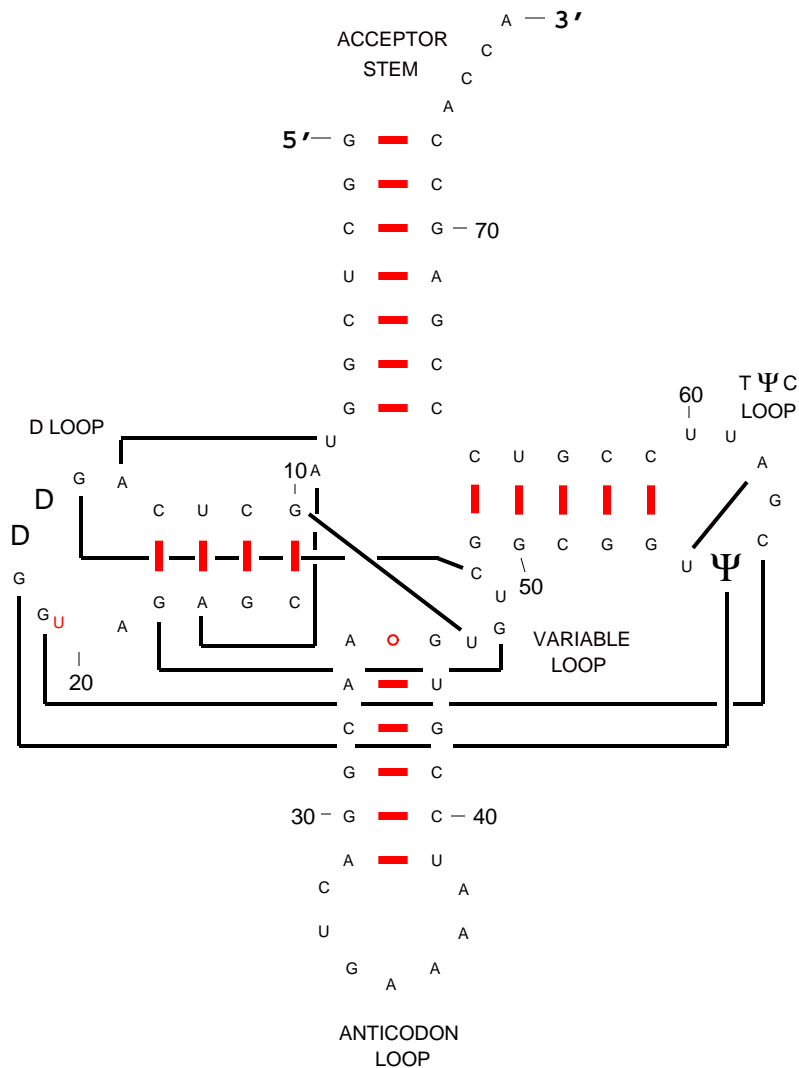 A — 3′
C
ACCEPTOR
STEM
C
A
5′ — G C
G C
C G — 70
U A
G
C G
60
T Ψ C
LOOP
G C
G C
D LOOP
U
U U
C U G C C
10 A
G A
A
D
C U C G
G
D
G G C G G U
C
Ψ
C
50
G
G A G C
U
G U
A
A G U G
VARIABLE
LOOP
20
A U
C G
G C
30 — G C — 40
A U
C A
U A
G A A
ANTICODON
LOOP